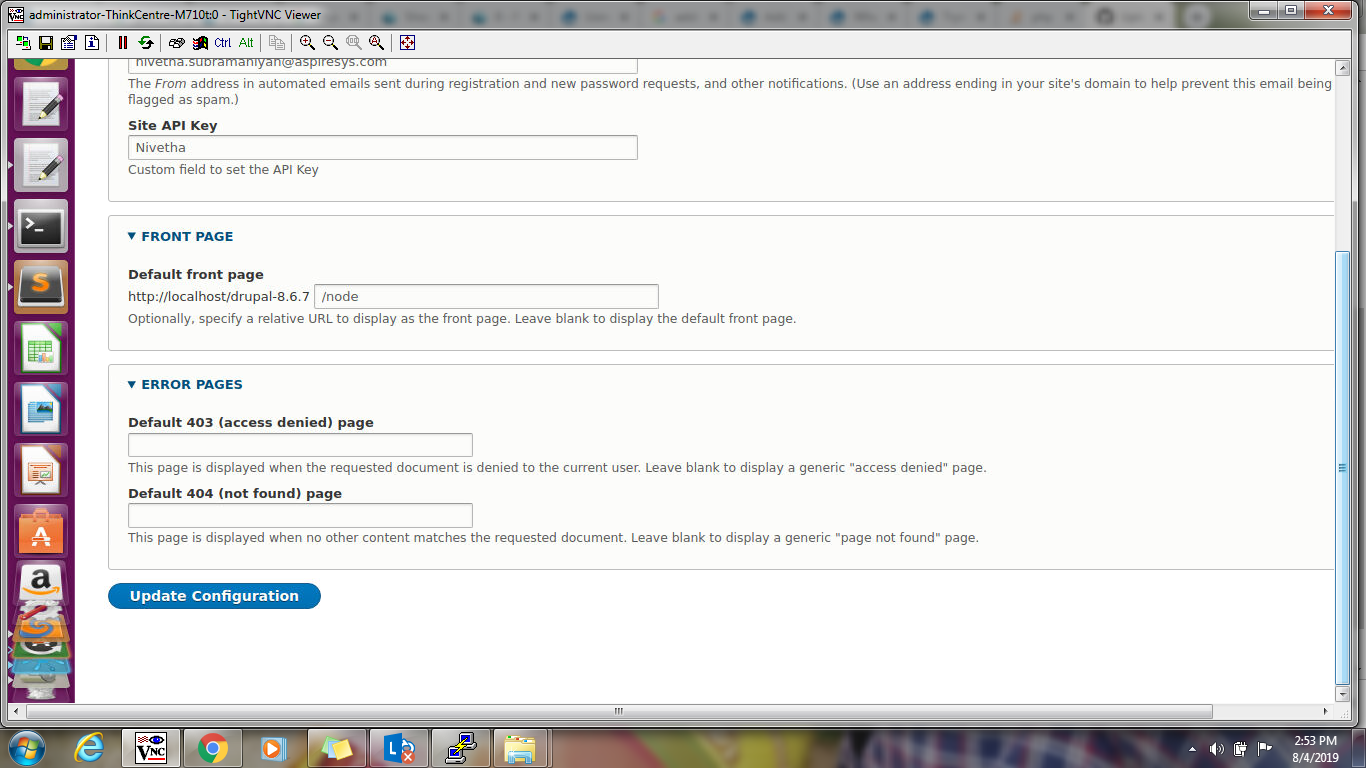 administrator-ThinkCentre-M710t:0 - TightVNC Viewer
Ctrl Alt
nivetha.subramaniyan@aspiresys.com
The From address in automated emails sent during registration and new password requests, and other notifications. (Use an address ending in your site's domain to help prevent this email being
flagged as spam.)
Site API Key
Nivetha
Custom field to set the API Key
▼ FRONT PAGE
Default front page
http://localhost/drupal-8.6.7 /node
Optionally, specify a relative URL to display as the front page. Leave blank to display the default front page.
▼ ERROR PAGES
Default 403 (access denied) page
This page is displayed when the requested document is denied to the current user. Leave blank to display a generic "access denied" page.
Default 404 (not found) page
This page is displayed when no other content matches the requested document. Leave blank to display a generic "page not found" page.
Update Configuration
2:53 PM
8/4/2019